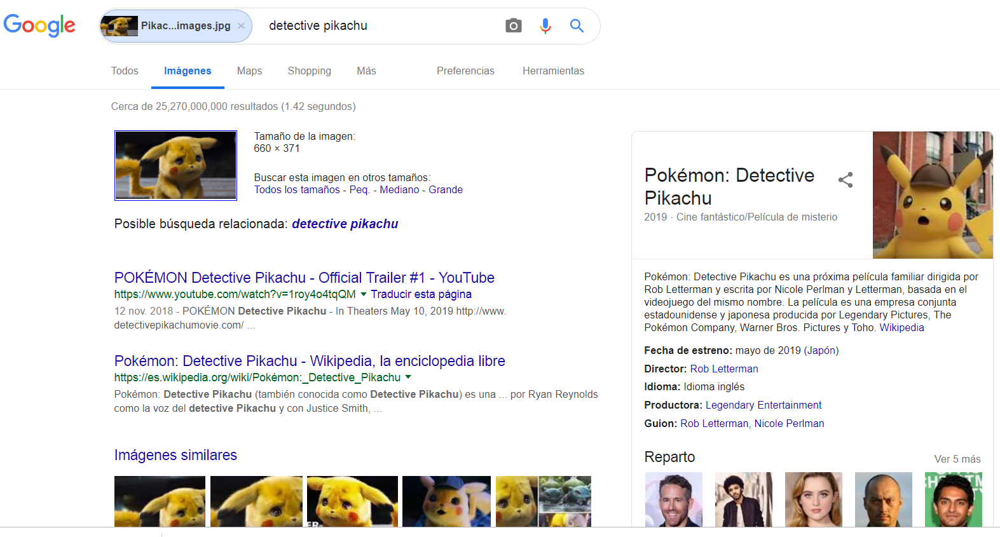 Google
Pikac...images.jpg × detective pikachu
Todos Imágenes Maps Shopping Más Preferencias Herramientas
Cerca de 25,270,000,000 resultados (1.42 segundos)
Tamaño de la imagen:
660 × 371
Buscar esta imagen en otros tamaños:
Todos los tamaños - Peq. - Mediano - Grande
Posible búsqueda relacionada: detective pikachu
POKÉMON Detective Pikachu - Official Trailer #1 - YouTube
https://www.youtube.com/watch?v=1roy4o4tqQM ▼ Traducir esta página
12 nov. 2018 - POKÉMON Detective Pikachu - In Theaters May 10, 2019 http://www.
detectivepikachumovie.com/ ...
Pokémon: Detective Pikachu - Wikipedia, la enciclopedia libre
https://es.wikipedia.org/wiki/Pokémon:_Detective_Pikachu ▼
Pokémon: Detective Pikachu (también conocida como Detective Pikachu) es una ... por Ryan Reynolds
como la voz del detective Pikachu y con Justice Smith, ...
Imágenes similares
Pokémon: Detective
Pikachu
2019 · Cine fantástico/Película de misterio
Pokémon: Detective Pikachu es una próxima película familiar dirigida por
Rob Letterman y escrita por Nicole Perlman y Letterman, basada en el
videojuego del mismo nombre. La película es una empresa conjunta
estadounidense y japonesa producida por Legendary Pictures, The
Pokémon Company, Warner Bros. Pictures y Toho. Wikipedia
Fecha de estreno: mayo de 2019 (Japón)
Director: Rob Letterman
Idioma: Idioma inglés
Productora: Legendary Entertainment
Guion: Rob Letterman, Nicole Perlman
Reparto
Ver 5 más